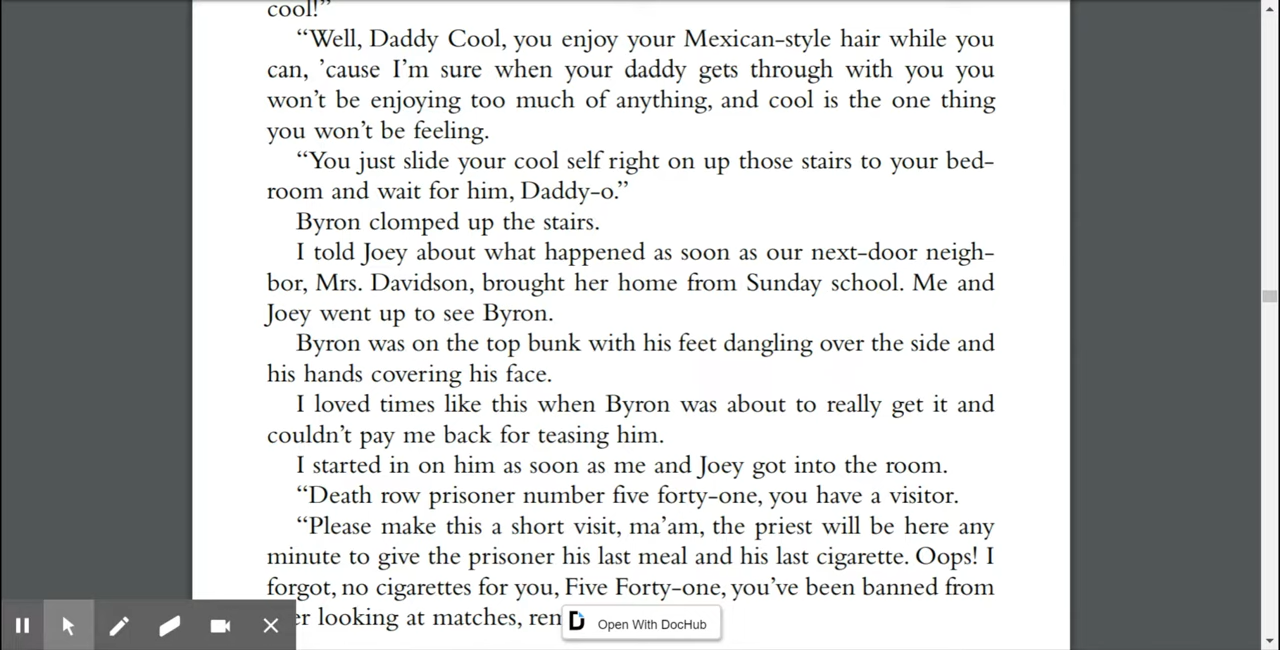 cool!”
“Well, Daddy Cool, you enjoy your Mexican-style hair while you
can, ’cause I’m sure when your daddy gets through with you you
won’t be enjoying too much of anything, and cool is the one thing
you won’t be feeling.
“You just slide your cool self right on up those stairs to your bed-
room and wait for him, Daddy-o.”
Byron clomped up the stairs.
I told Joey about what happened as soon as our next-door neigh-
bor, Mrs. Davidson, brought her home from Sunday school. Me and
Joey went up to see Byron.
Byron was on the top bunk with his feet dangling over the side and
his hands covering his face.
I loved times like this when Byron was about to really get it and
couldn’t pay me back for teasing him.
I started in on him as soon as me and Joey got into the room.
“Death row prisoner number five forty-one, you have a visitor.
“Please make this a short visit, ma’am, the priest will be here any
minute to give the prisoner his last meal and his last cigarette. Oops! I
forgot, no cigarettes for you, Five Forty-one, you’ve been banned from
looking at matches,
Open With DocHub